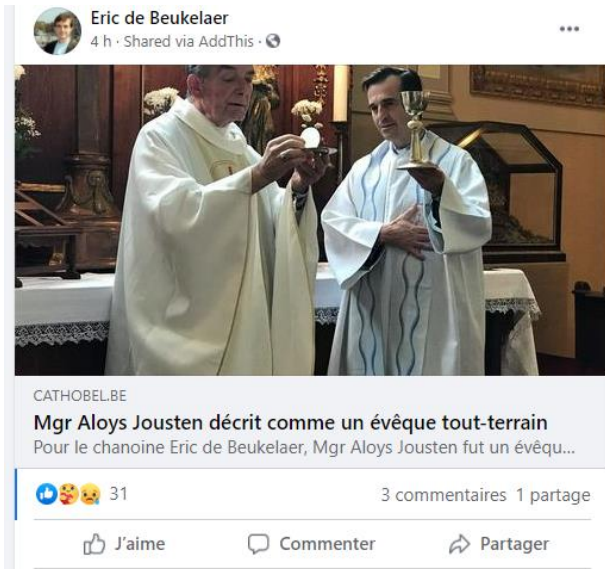 Eric de Beukelaer
4 h · Shared via AddThis ·
CATHOBEL.BE
Mgr Aloys Jousten décrit comme un évêque tout-terrain
Pour le chanoine Eric de Beukelaer, Mgr Aloys Jousten fut un évêqu...
31
3 commentaires 1 partage
J'aime
Commenter
Partager